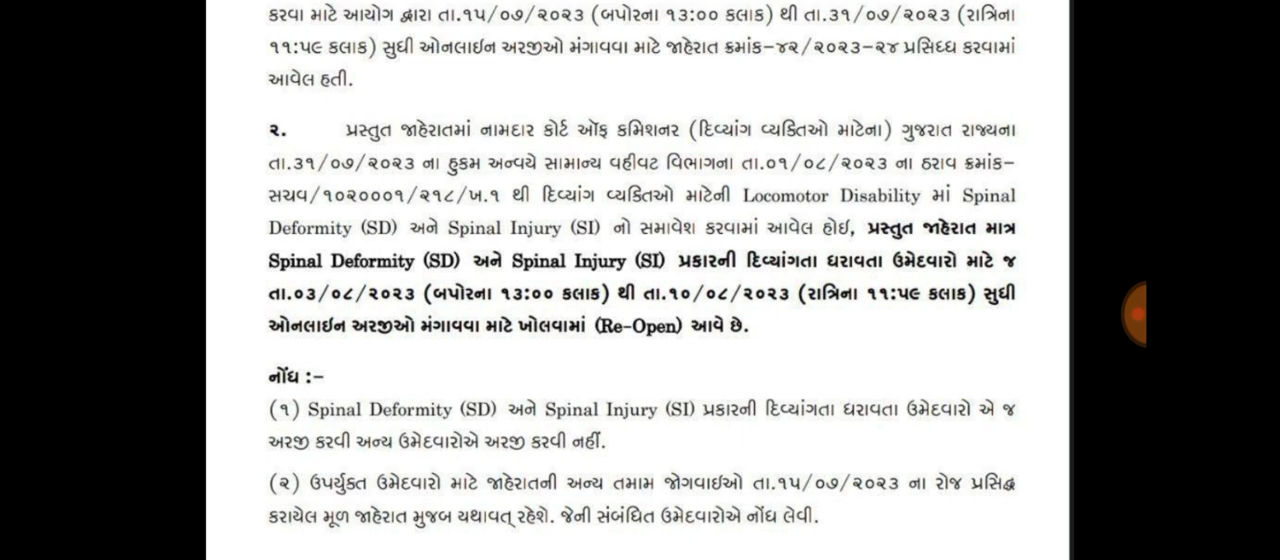 કરવા માટે આયોગ દ્વારા તા.૧૫/૦૭/૨૦૨૩ (બપોરના ૧૩:૦૦ કલાક) થી તા.૩૧/૦૭/૨૦૨૩ (રાત્રિના
૧૧:૫૯ કલાક) સુધી ઓનલાઈન અરજીઓ મંગાવવા માટે જાહેરાત ક્રમાંક-૪૨/૨૦૨૩-૨૪ પ્રસિધ્ધ કરવામાં
આવેલ હતી.
૨. પ્રસ્તુત જાહેરાતમાં નામદાર કોર્ટ ઑફ કમિશનર (દિવ્યાંગ વ્યક્તિઓ માટેના) ગુજરાત રાજ્યના
તા.૩૧/૦૭/૨૦૨૩ ના હુકમ અન્વયે સામાન્ય વહીવટ વિભાગના તા.૦૧/૦૮/૨૦૨૩ ના ઠરાવ ક્રમાંક-
સચવ/૧૦૨૦૦૦૧/૨૧૮/ખ.૧ થી દિવ્યાંગ વ્યક્તિઓ માટેની Locomotor Disability માં Spinal
Deformity (SD) અને Spinal Injury (SI) નો સમાવેશ કરવામાં આવેલ હોઈ, પ્રસ્તુત જાહેરાત માત્ર
Spinal Deformity (SD) અને Spinal Injury (SI) પ્રકારની દિવ્યાંગતા ધરાવતા ઉમેદવારો માટે જ
તા.૦૩/૦૮/૨૦૨૩ (બપોરના ૧૩:૦૦ કલાક) થી તા.૧૦/૦૮/૨૦૨૩ (રાત્રિના ૧૧:૫૯ કલાક) સુધી
ઓનલાઈન અરજીઓ મંગાવવા માટે ખોલવામાં (Re-Open) આવે છે.
નોંધ :-
(૧) Spinal Deformity (SD) અને Spinal Injury (SI) પ્રકારની દિવ્યાંગતા ધરાવતા ઉમેદવારો એ જ
અરજી કરવી અન્ય ઉમેદવારોએ અરજી કરવી નહીં.
(૨) ઉપર્યુક્ત ઉમેદવારો માટે જાહેરાતની અન્ય તમામ જોગવાઈઓ તા.૧૫/૦૭/૨૦૨૩ ના રોજ પ્રસિદ્ધ
કરાયેલ મૂળ જાહેરાત મુજબ યથાવત્ રહેશે. જેની સંબંધિત ઉમેદવારોએ નોંધ લેવી.